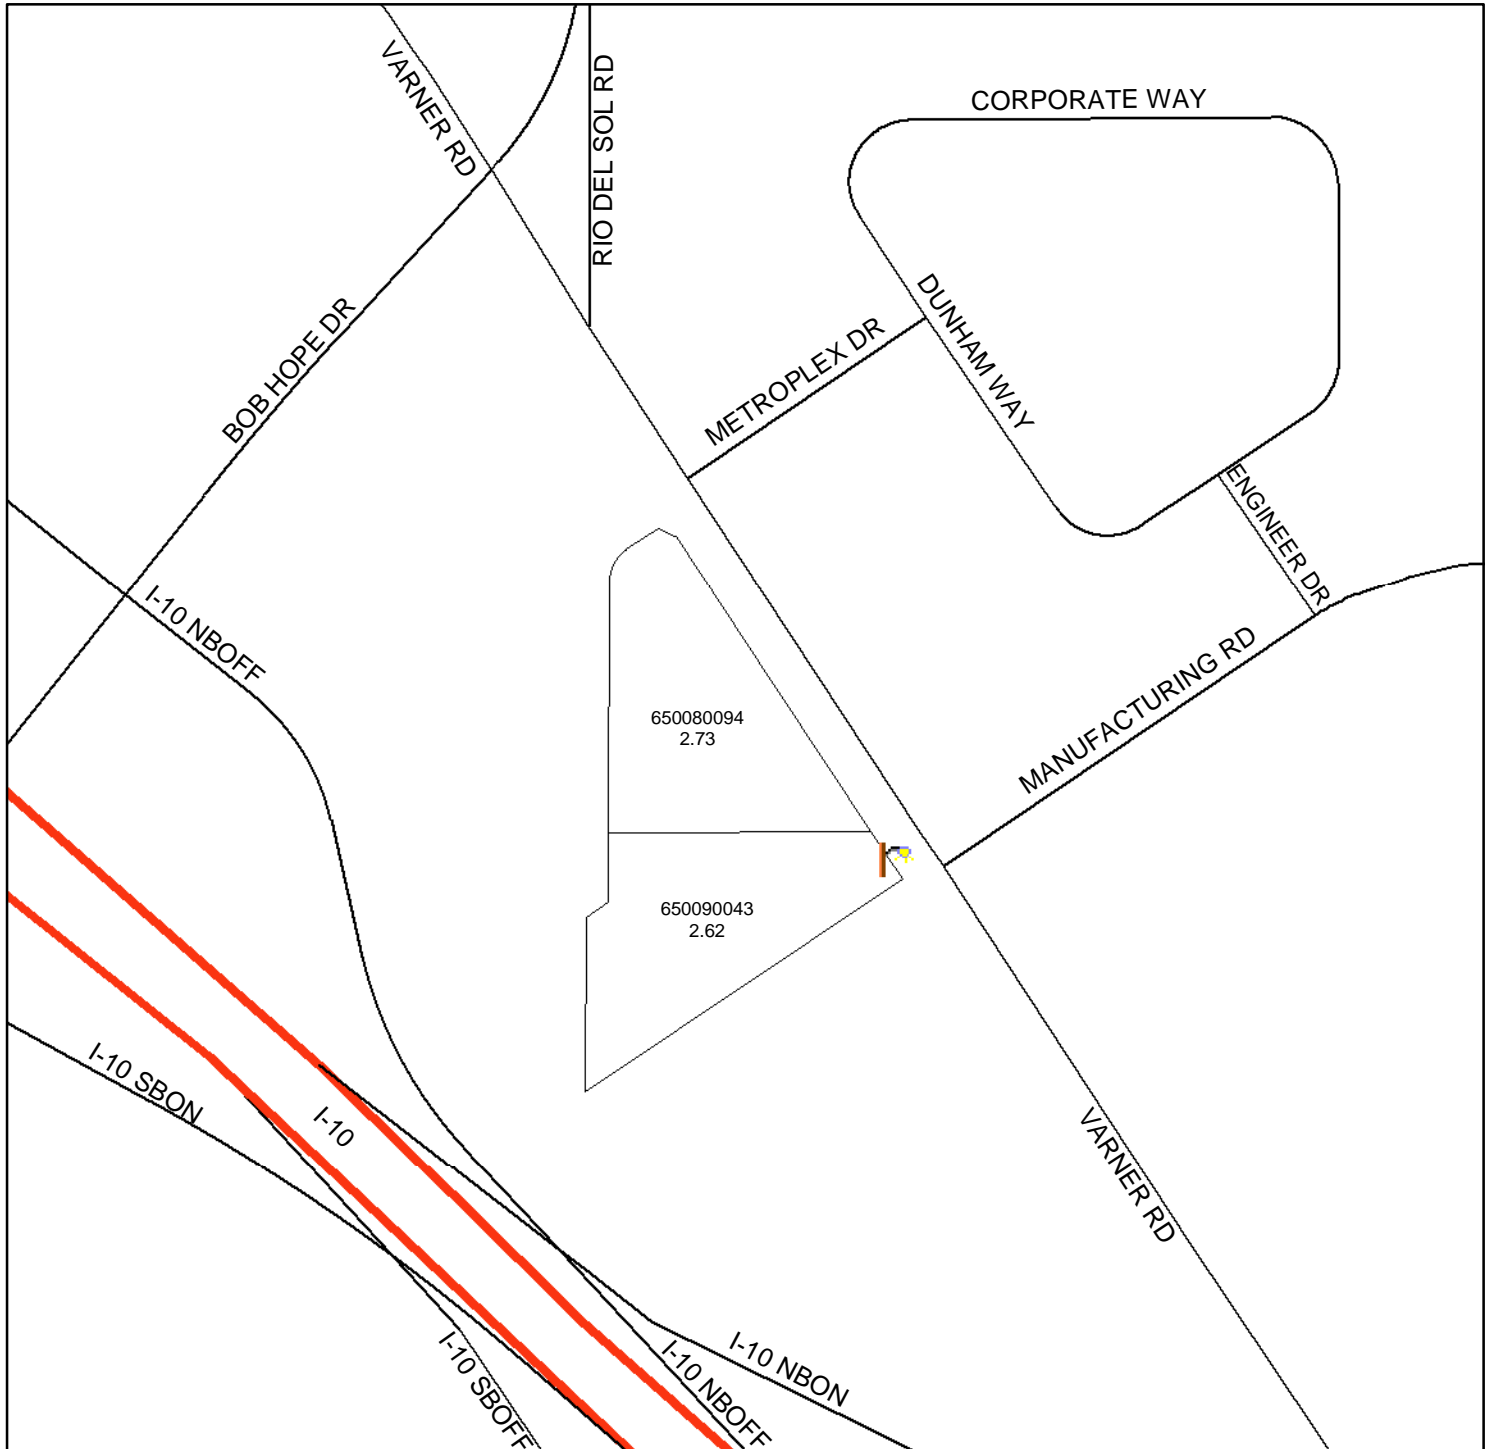 VARNER RD
RIO DEL SOL RD
CORPORATE WAY
BOB HOPE DR
METROPLEX DR
DUNHAM WAY
ENGINEER DR
I-10 NBOFF
MANUFACTURING RD
650080094
2.73
650090043
2.62
I-10 SBON
I-10
VARNER RD
I-10 SBOFF
I-10 NBOFF
I-10 NBON